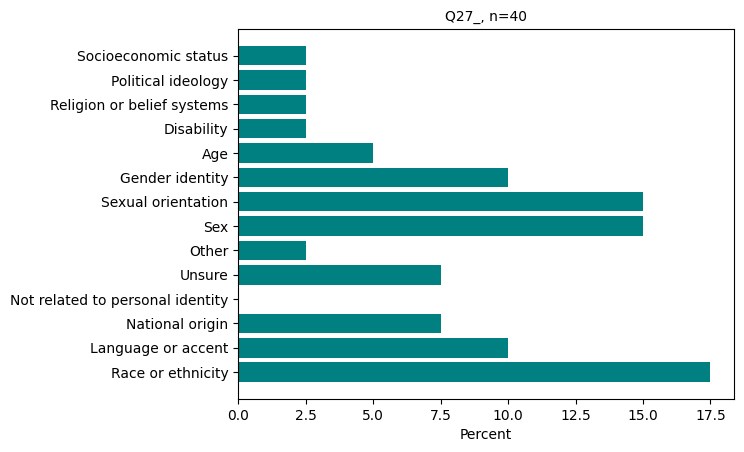 Q27_, n=40
Socioeconomic status
Political ideology
Religion or belief systems
Disability
Age
Gender identity
Sexual orientation
Sex
Other
Unsure
Not related to personal identity
National origin
Language or accent
Race or ethnicity
0.0 2.5 5.0 7.5 10.0 12.5 15.0 17.5
Percent